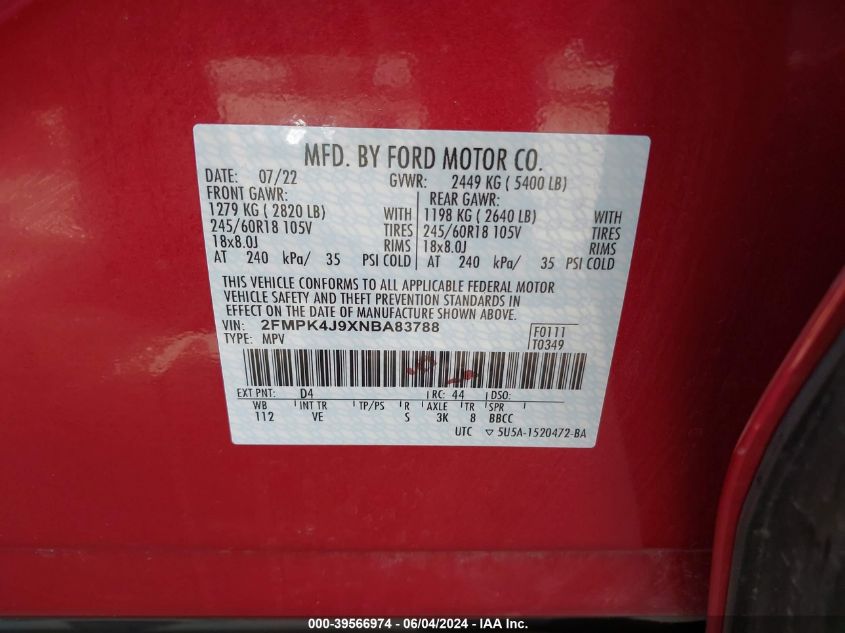 MFD. BY FORD MOTOR CO.
DATE: 07/22 GVWR: 2449 KG ( 5400 LB)
FRONT GAWR: REAR GAWR:
1279 KG ( 2820 LB) WITH 1198 KG ( 2640 LB) WITH
245/60R18 105V TIRES 245/60R18 105V TIRES
18x8.0J RIMS 18x8.0J RIMS
AT 240 kPa/ 35 PSI COLD AT 240 kPa/ 35 PSI COLD
THIS VEHICLE CONFORMS TO ALL APPLICABLE FEDERAL MOTOR
VEHICLE SAFETY AND THEFT PREVENTION STANDARDS IN
EFFECT ON THE DATE OF MANUFACTURE SHOWN ABOVE.
VIN: 2FMPK4J9XNBA83788 F0111
TYPE: MPV T0349
EXT PNT: D4 RC: 44 DSO:
WB INT TR TP/PS R AXLE TR SPR
112 VE S 3K 8 BBCC
UTC 5U5A-1520472-BA
000-39566974 - 06/04/2024 - IAA Inc.